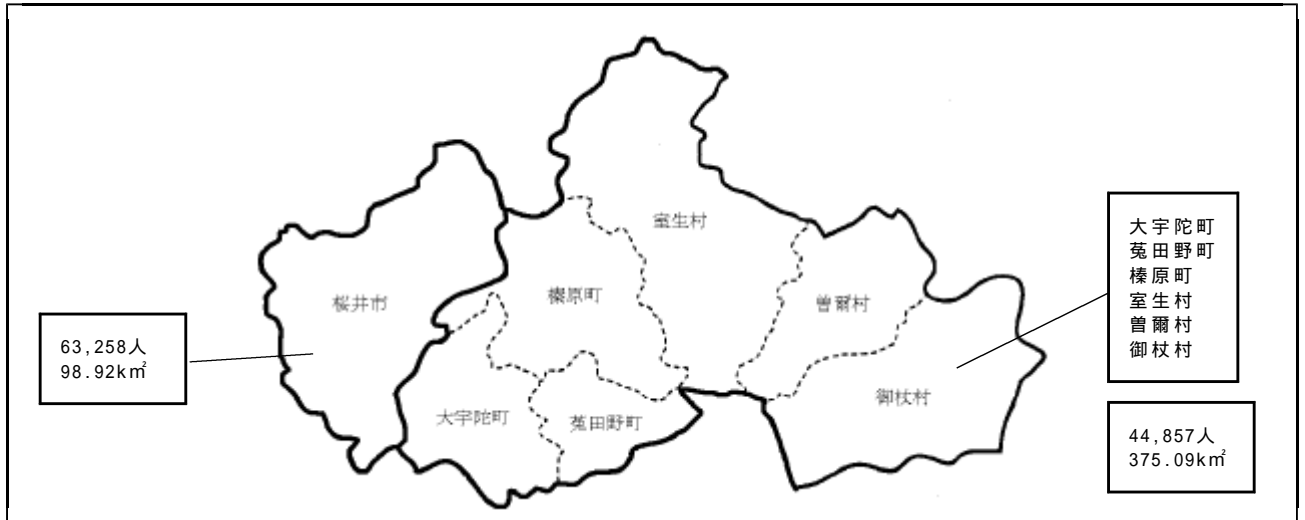 室生村
桜井市
榛原町
曽爾村
大宇陀町
菟田野町
御杖村
63,258人
98.92k㎡
大宇陀町
菟田野町
榛原町
室生村
曽爾村
御杖村
44,857人
375.09k㎡